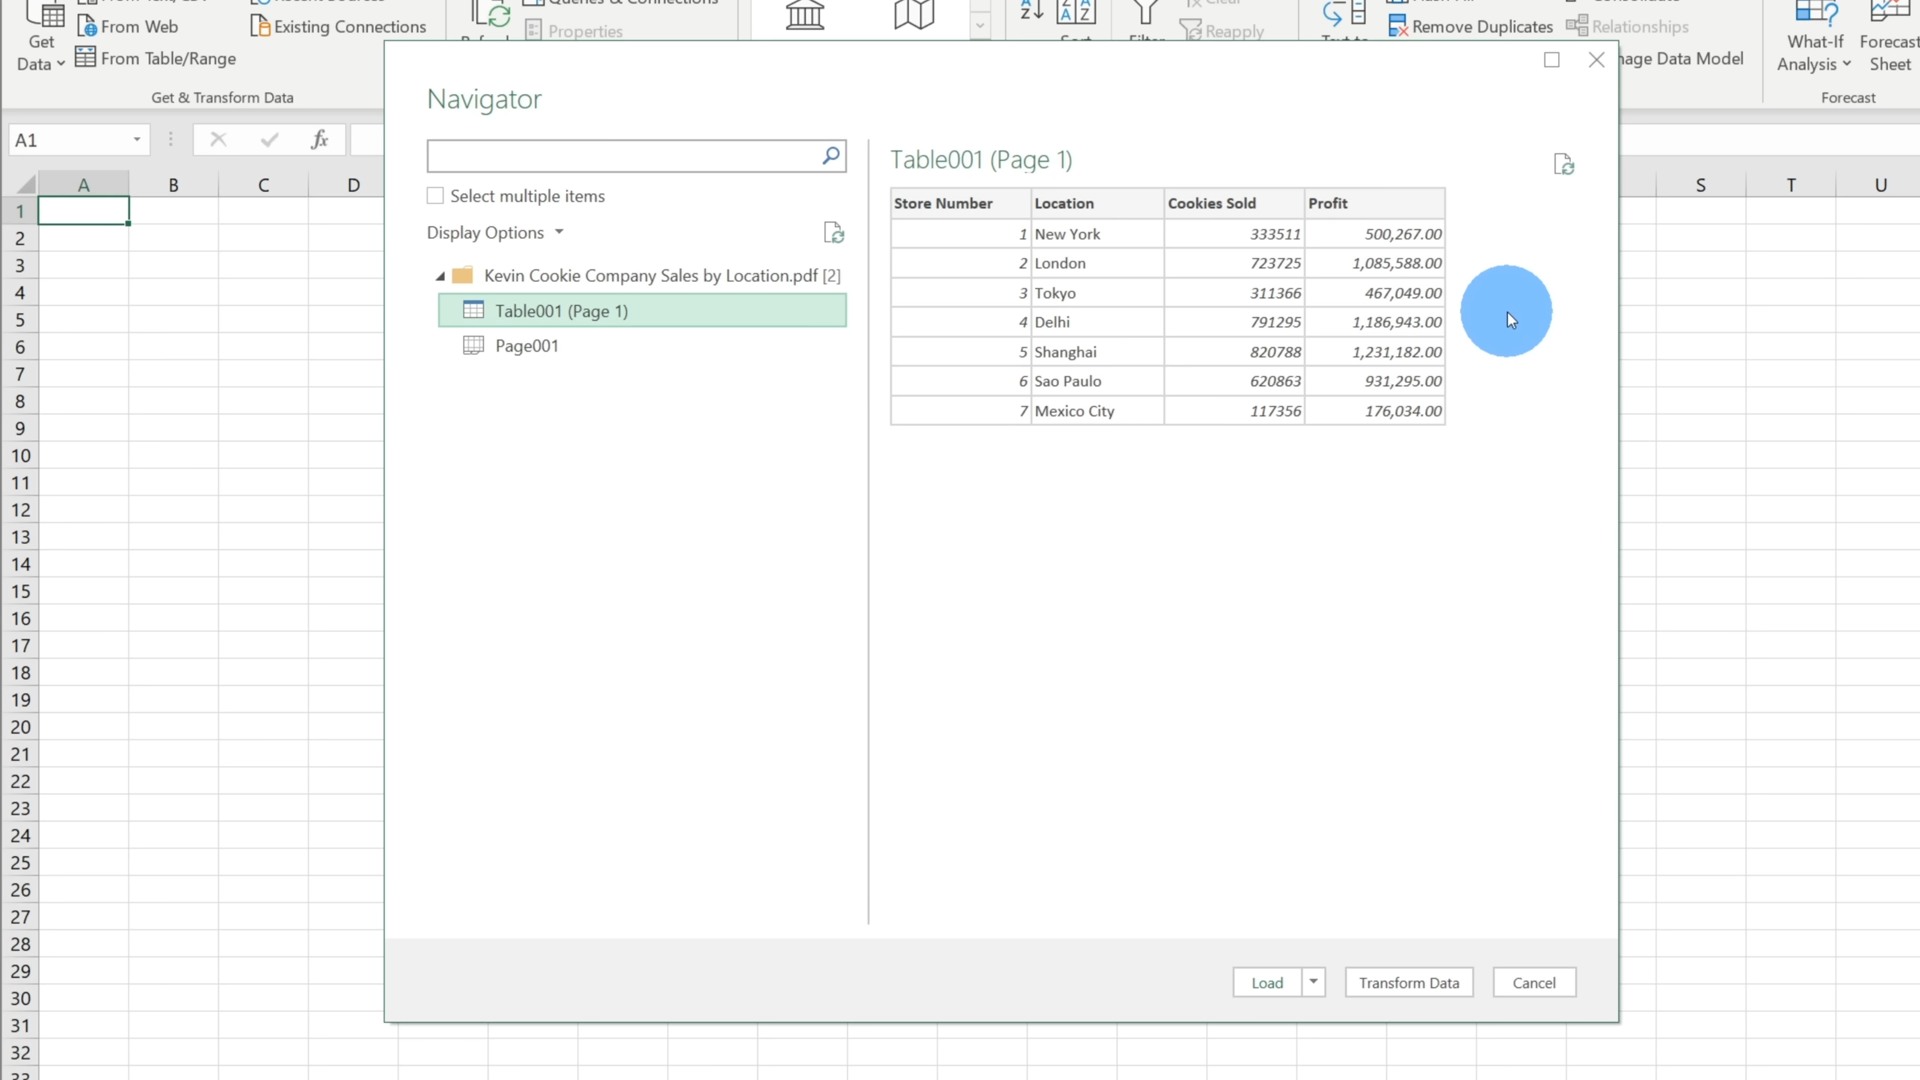 Get
Data
From Web
From Table/Range
Existing Connections
Get & Transform Data
Queries & Connections
Properties
Clear
Reapply
Remove Duplicates
Relationships
Data Model
What-If
Analysis
Forecast
Sheet
Forecast
A1
fx
A B C D S T U
1
2
3
4
5
6
7
8
9
10
11
12
13
14
15
16
17
18
19
20
21
22
23
24
25
26
27
28
29
30
31
32
33
Navigator
Select multiple items
Display Options
Kevin Cookie Company Sales by Location.pdf [2]
Table001 (Page 1)
Page001
Table001 (Page 1)
Store Number Location Cookies Sold Profit
1 New York 333511 500,267.00
2 London 723725 1,085,588.00
3 Tokyo 311366 467,049.00
4 Delhi 791295 1,186,943.00
5 Shanghai 820788 1,231,182.00
6 Sao Paulo 620863 931,295.00
7 Mexico City 117356 176,034.00
Load
Transform Data
Cancel